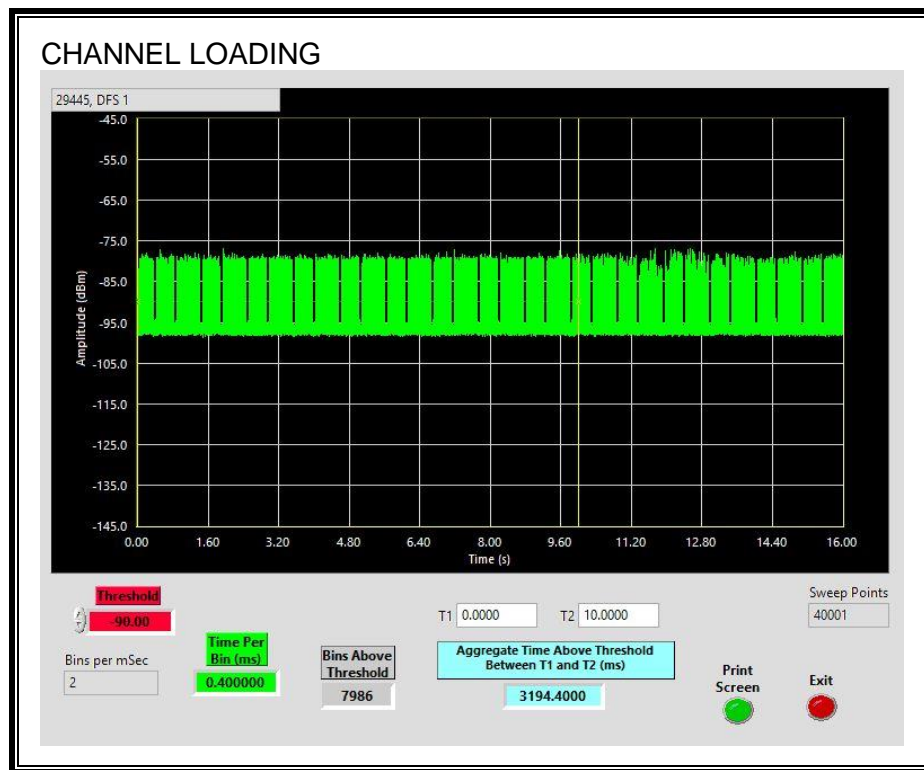 CHANNEL LOADING
29445, DFS 1
-45.0
-55.0
-65.0
-75.0
-85.0
-95.0
-105.0
-115.0
-125.0
-135.0
-145.0
Amplitude (dBm)
0.00 1.60 3.20 4.80 6.40 8.00 9.60 11.20 12.80 14.40 16.00
Time (s)
Threshold
-90.00
Bins per mSec
2
Time Per
Bin (ms)
0.400000
Bins Above
Threshold
7986
T1 0.0000 T2 10.0000
Aggregate Time Above Threshold
Between T1 and T2 (ms)
3194.4000
Sweep Points
40001
Print
Screen
Exit